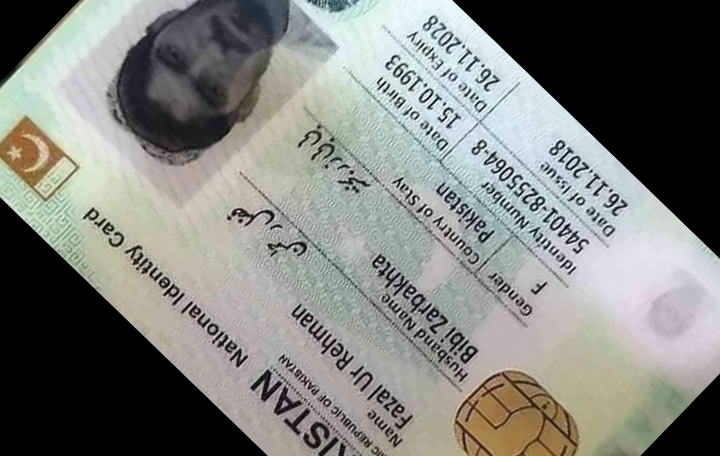 KISTAN National Identity Card
IC REPUBLIC OF PAKISTAN
Name
Fazal Ur Rehman
Husband Name
Bibi Zarbakhta
Gender Country of Stay
F Pakistan
Identity Number Date of Birth
54401-8255064-8 15.10.1993
Date of Issue Date of Expiry
26.11.2018 26.11.2028